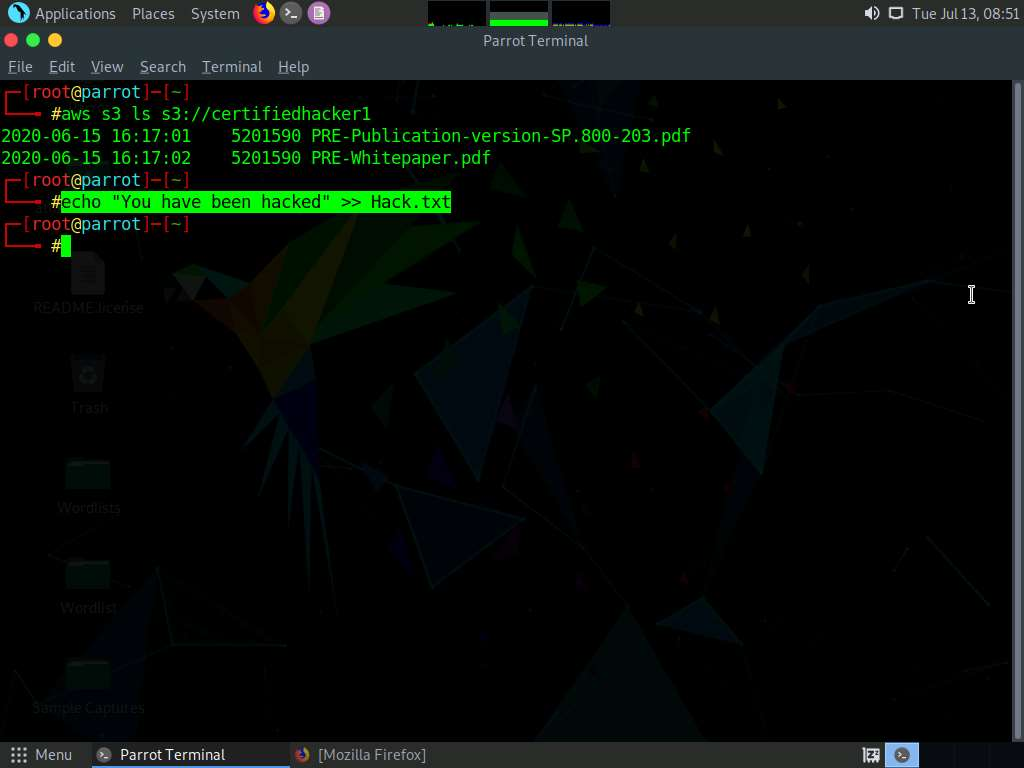 Applications Places System Tue Jul 13, 08:51
Parrot Terminal
File Edit View Search Terminal Help
┌─[root@parrot]─[~]
└──╼ #aws s3 ls s3://certifiedhacker1
2020-06-15 16:17:01    5201590 PRE-Publication-version-SP.800-203.pdf
2020-06-15 16:17:02    5201590 PRE-Whitepaper.pdf
┌─[root@parrot]─[~]
└──╼ #echo "You have been hacked" >> Hack.txt
┌─[root@parrot]─[~]
└──╼ #
README.license
Trash
Wordlists
Wordlist
Sample Captures
Menu Parrot Terminal [Mozilla Firefox]